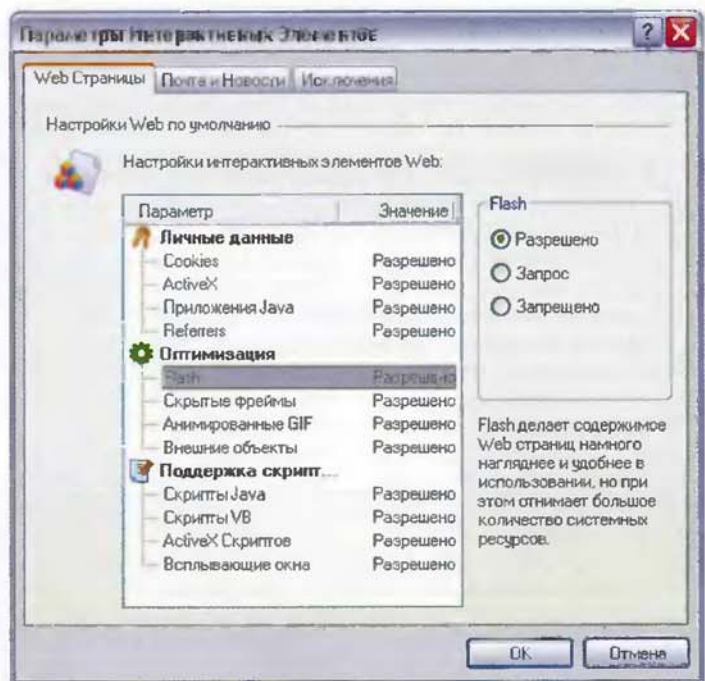 Параметры Интерактивных Элементов
Web Страницы Почта и Новости Исключения
Настройки Web по умолчанию
Настройки интерактивных элементов Web:
Параметр Значение
Личные данные
Cookies Разрешено
ActiveX Разрешено
Приложения Java Разрешено
Referrers Разрешено
Оптимизация
Flash Разрешено
Скрытые фреймы Разрешено
Анимированные GIF Разрешено
Внешние объекты Разрешено
Поддержка скрипт...
Скрипты Java Разрешено
Скрипты VB Разрешено
ActiveX Скриптов Разрешено
Всплывающие окна Разрешено
Flash
Разрешено
Запрос
Запрещено
Flash делает содержимое
Web страниц намного
нагляднее и удобнее в
использовании, но при
этом отнимает большое
количество системных
ресурсов.
OK Отмена